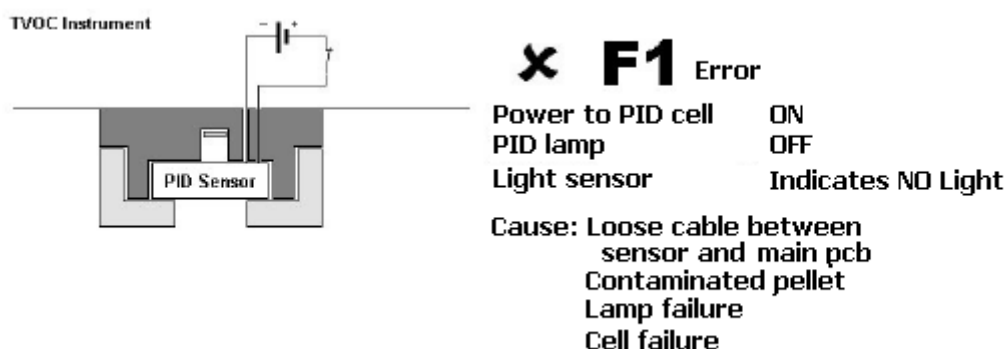 TVOC Instrument
- +
PID Sensor
✘ F1 Error
Power to PID cell ON
PID lamp OFF
Light sensor Indicates NO Light
Cause: Loose cable between
sensor and main pcb
Contaminated pellet
Lamp failure
Cell failure